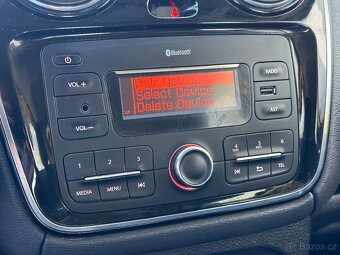 Bluetooth
VOL +
VOL−
Pair Device
Select Device
Delete Device
AF
RADIO
AST
1 2 3
MEDIA MENU
4 5 6
TEL
Bazos.cz